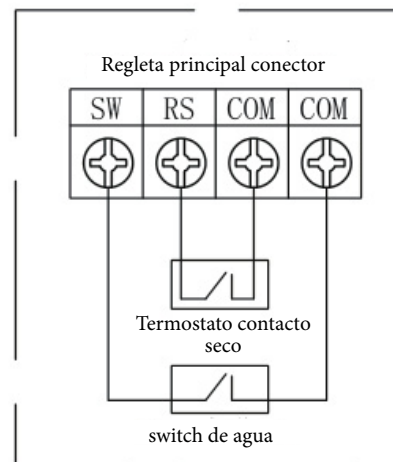 Regleta principal conector
SW RS COM COM
Termostato contacto
seco
switch de agua